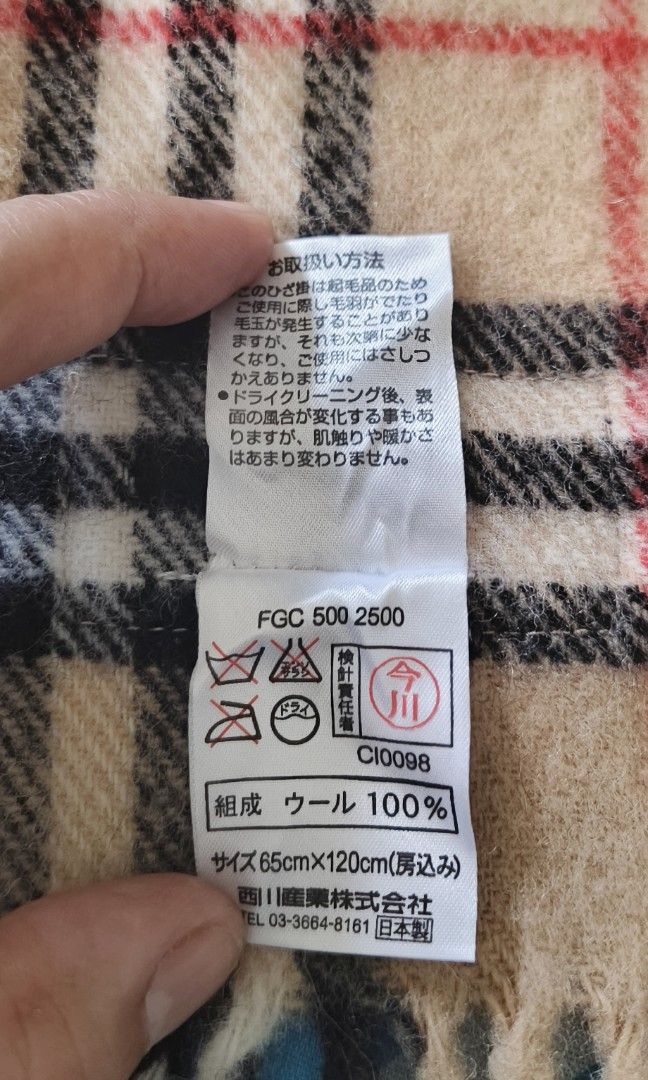 お取扱い方法
このひざ掛は起毛品のため
ご使用に際し毛羽がでたり
毛玉が発生することがあり
ますが、それも次第に少な
くなり、ご使用にはさしつ
かえありません。
●ドライクリーニング後、表
面の風合が変化する事もあ
りますが、肌触りや暖かさ
はあまり変わりません。
FGC 500 2500
エンソ
サラシ
ドライ
検針責任者
今川
CI0098
組成 ウール 100%
サイズ 65cm×120cm(房込み)
西川産業株式会社
TEL 03-3664-8161 日本製